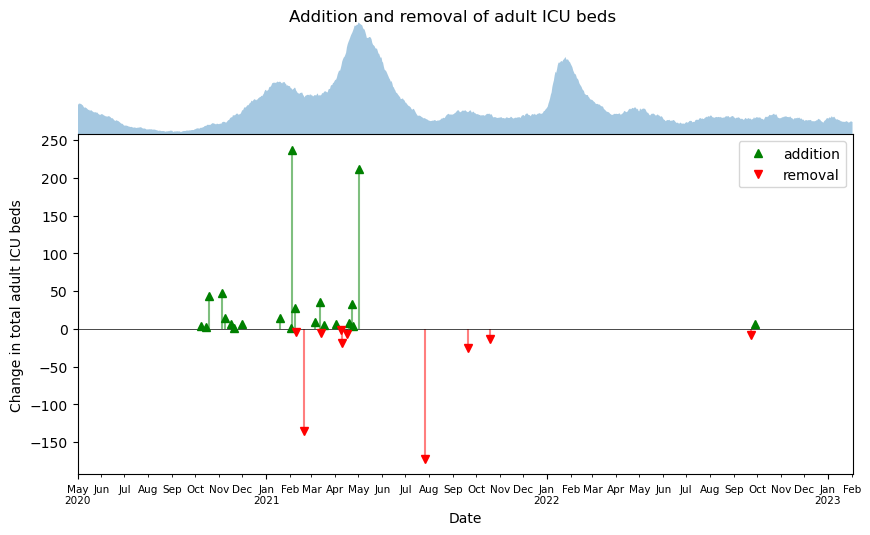 Addition and removal of adult ICU beds
250
200
150
100
50
0
−50
−100
−150
Change in total adult ICU beds
addition
removal
May Jun Jul Aug Sep Oct Nov Dec Jan Feb Mar Apr May Jun Jul Aug Sep Oct Nov Dec Jan Feb Mar Apr May Jun Jul Aug Sep Oct Nov Dec Jan Feb
2020 2021 2022 2023
Date